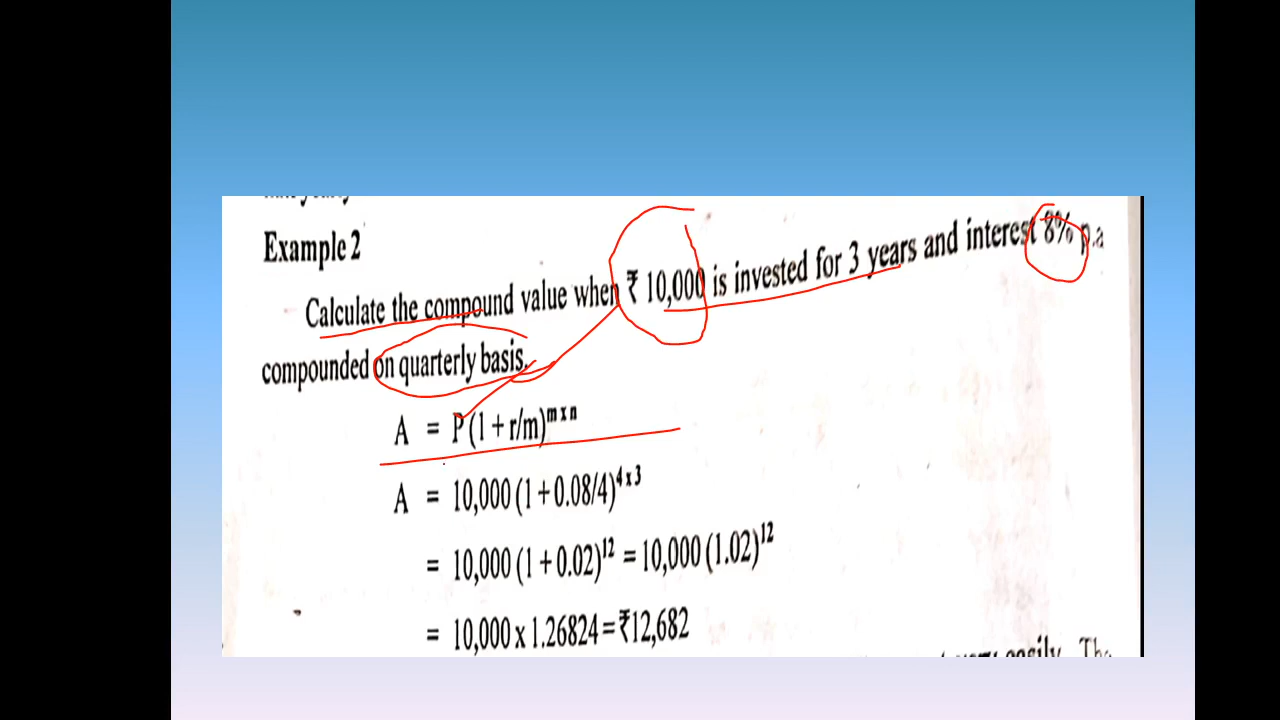 Example 2
Calculate the compound value when ₹ 10,000 is invested for 3 years and interest 8% p.a
compounded on quarterly basis.
A = P(1 + r/m)ᵐ ˣ ⁿ
A = 10,000 (1 + 0.08/4)⁴ ˣ ³
= 10,000 (1 + 0.02)¹² = 10,000 (1.02)¹²
= 10,000 x 1.26824 = ₹12,682
easily. The